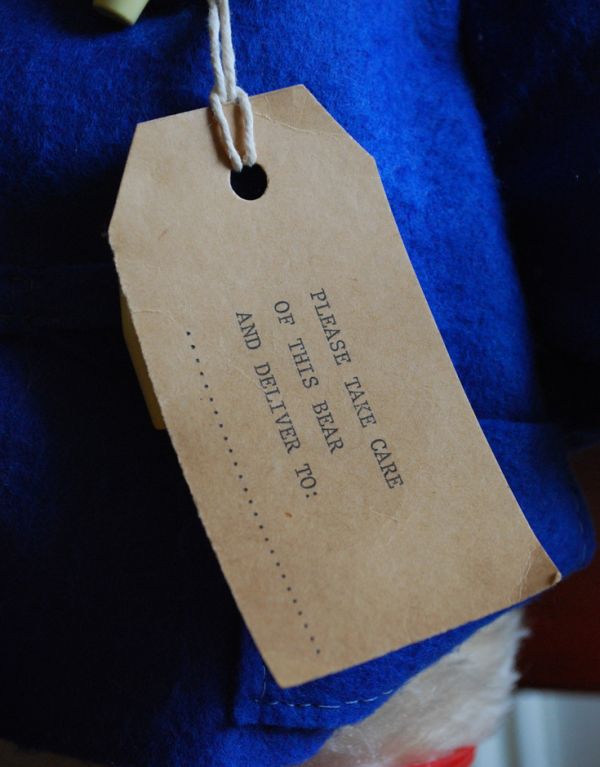 PLEASE TAKE CARE
OF THIS BEAR
AND DELIVER TO: